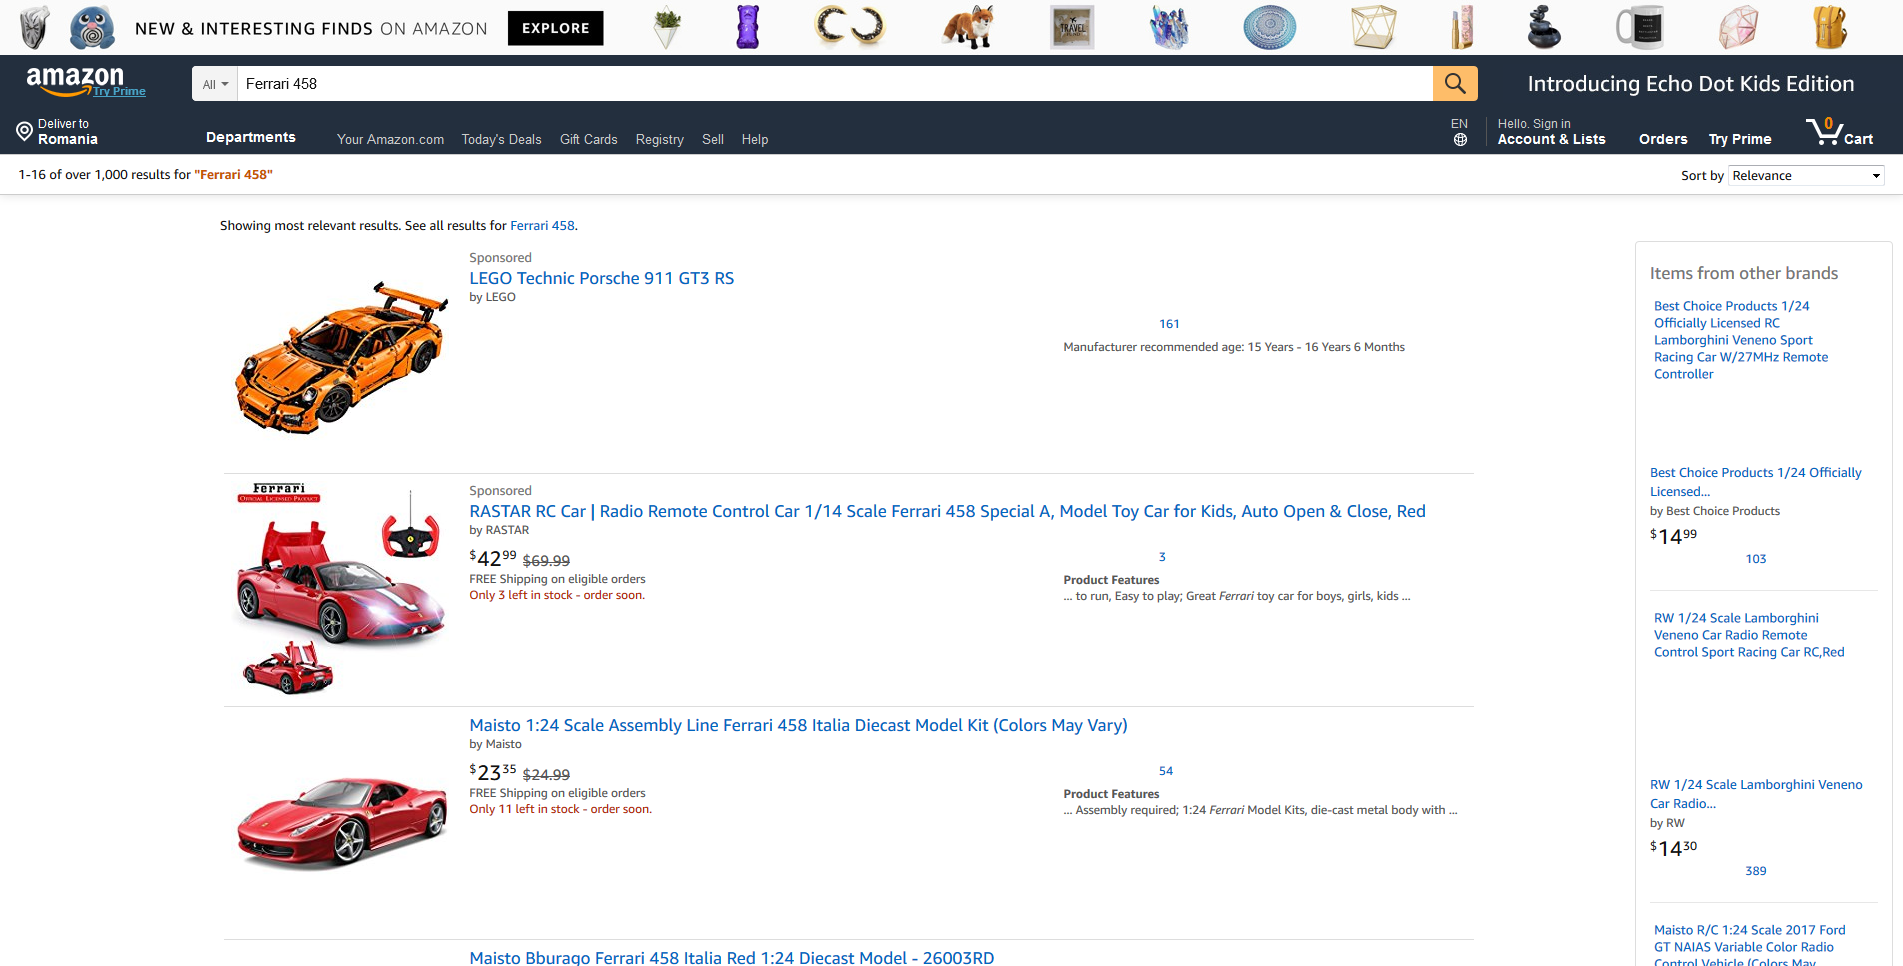 NEW & INTERESTING FINDS ON AMAZON
EXPLORE
TRAVEL
amazon
Try Prime
All
Ferrari 458
Introducing Echo Dot Kids Edition
Deliver to
Romania
Departments
Your Amazon.com
Today's Deals
Gift Cards
Registry
Sell
Help
EN
Hello. Sign in
Account & Lists
Orders
Try Prime
0
Cart
1-16 of over 1,000 results for "Ferrari 458"
Sort by
Relevance
Showing most relevant results. See all results for Ferrari 458.
Sponsored
LEGO Technic Porsche 911 GT3 RS
by LEGO
161
Manufacturer recommended age: 15 Years - 16 Years 6 Months
Ferrari
OFFICIAL LICENSED PRODUCT
Sponsored
RASTAR RC Car | Radio Remote Control Car 1/14 Scale Ferrari 458 Special A, Model Toy Car for Kids, Auto Open & Close, Red
by RASTAR
$42 99 $69.99
FREE Shipping on eligible orders
Only 3 left in stock - order soon.
3
Product Features
... to run, Easy to play; Great Ferrari toy car for boys, girls, kids ...
Maisto 1:24 Scale Assembly Line Ferrari 458 Italia Diecast Model Kit (Colors May Vary)
by Maisto
$23 35 $24.99
FREE Shipping on eligible orders
Only 11 left in stock - order soon.
54
Product Features
... Assembly required; 1:24 Ferrari Model Kits, die-cast metal body with ...
Maisto Bburago Ferrari 458 Italia Red 1:24 Diecast Model - 26003RD
Items from other brands
Best Choice Products 1/24
Officially Licensed RC
Lamborghini Veneno Sport
Racing Car W/27MHz Remote
Controller
Best Choice Products 1/24 Officially
Licensed...
by Best Choice Products
$14 99
103
RW 1/24 Scale Lamborghini
Veneno Car Radio Remote
Control Sport Racing Car RC,Red
RW 1/24 Scale Lamborghini Veneno
Car Radio...
by RW
$14 30
389
Maisto R/C 1:24 Scale 2017 Ford
GT NAIAS Variable Color Radio
Control Vehicle (Colors May